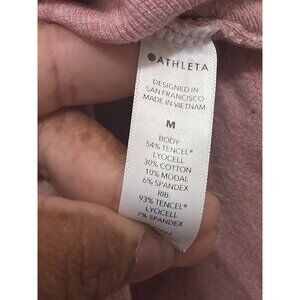 ATHLETA
DESIGNED IN
SAN FRANCISCO
MADE IN VIETNAM
M
BODY:
54% TENCEL®
LYOCELL
30% COTTON
10% MODAL
6% SPANDEX
RIB:
93% TENCEL®
LYOCELL
7% SPANDEX